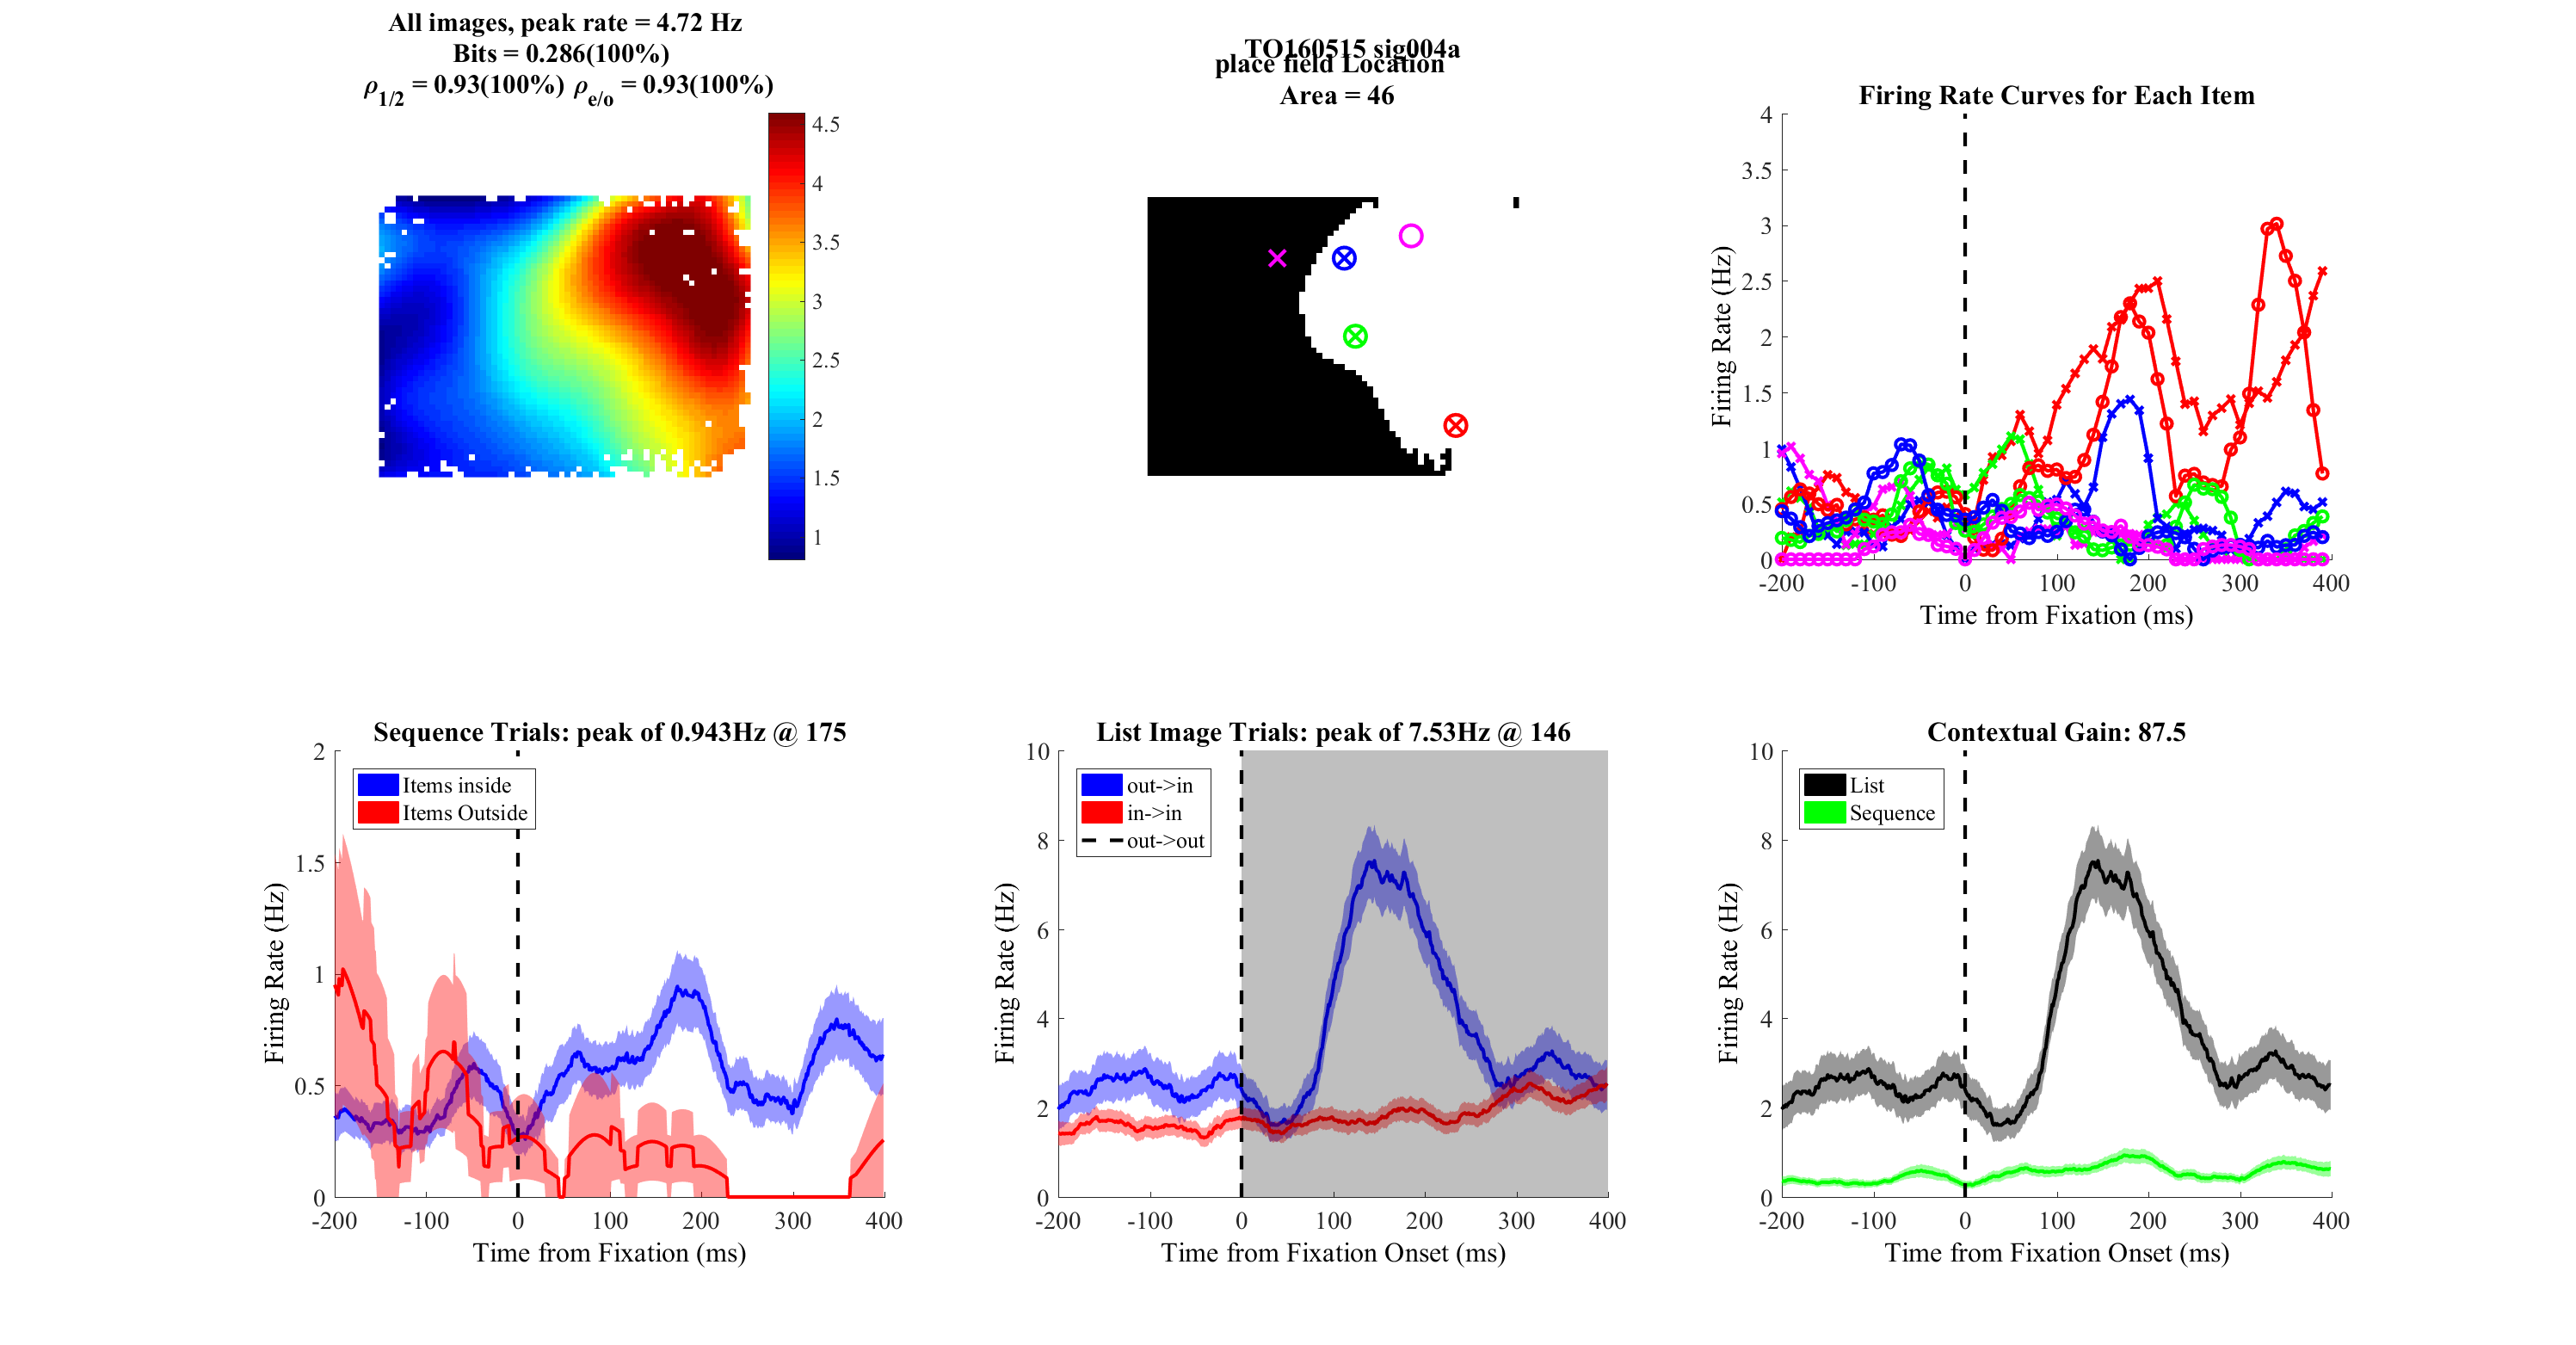 All images, peak rate = 4.72 Hz
Bits = 0.286(100%)
ρ1/2 = 0.93(100%) ρe/o = 0.93(100%)
4.5
4
3.5
3
2.5
2
1.5
1
TO160515 sig004a
place field Location
Area = 46
Firing Rate Curves for Each Item
Firing Rate (Hz)
4
3.5
3
2.5
2
1.5
1
0.5
0
-200 -100 0 100 200 300 400
Time from Fixation (ms)
Sequence Trials: peak of 0.943Hz @ 175
Items inside
Items Outside
Firing Rate (Hz)
2
1.5
1
0.5
0
-200 -100 0 100 200 300 400
Time from Fixation (ms)
List Image Trials: peak of 7.53Hz @ 146
out->in
in->in
out->out
Firing Rate (Hz)
10
8
6
4
2
0
-200 -100 0 100 200 300 400
Time from Fixation Onset (ms)
Contextual Gain: 87.5
List
Sequence
Firing Rate (Hz)
10
8
6
4
2
0
-200 -100 0 100 200 300 400
Time from Fixation Onset (ms)